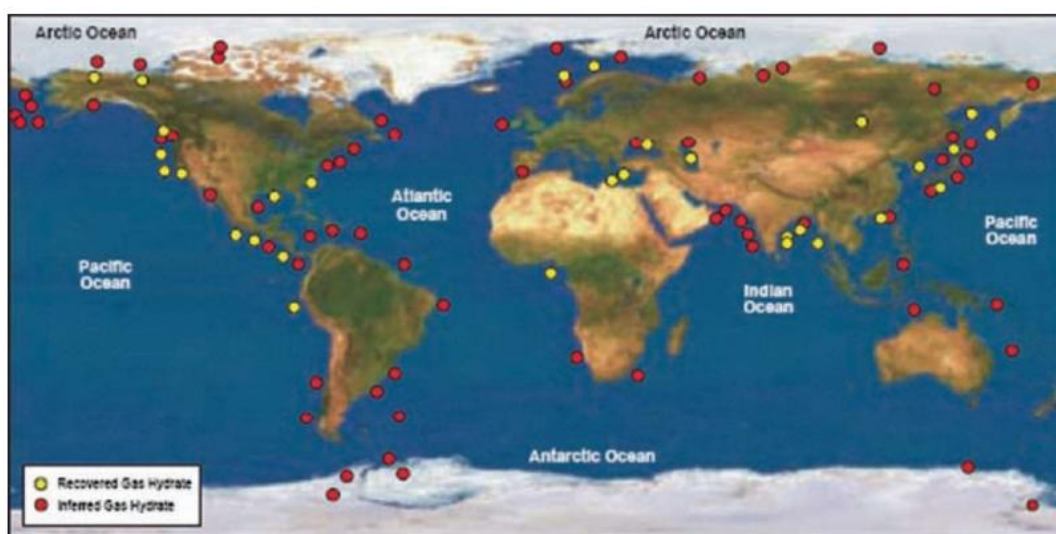 Arctic Ocean
Arctic Ocean
Atlantic
Ocean
Pacific
Ocean
Pacific
Ocean
Indian
Ocean
Antarctic Ocean
Recovered Gas Hydrate
Inferred Gas Hydrate